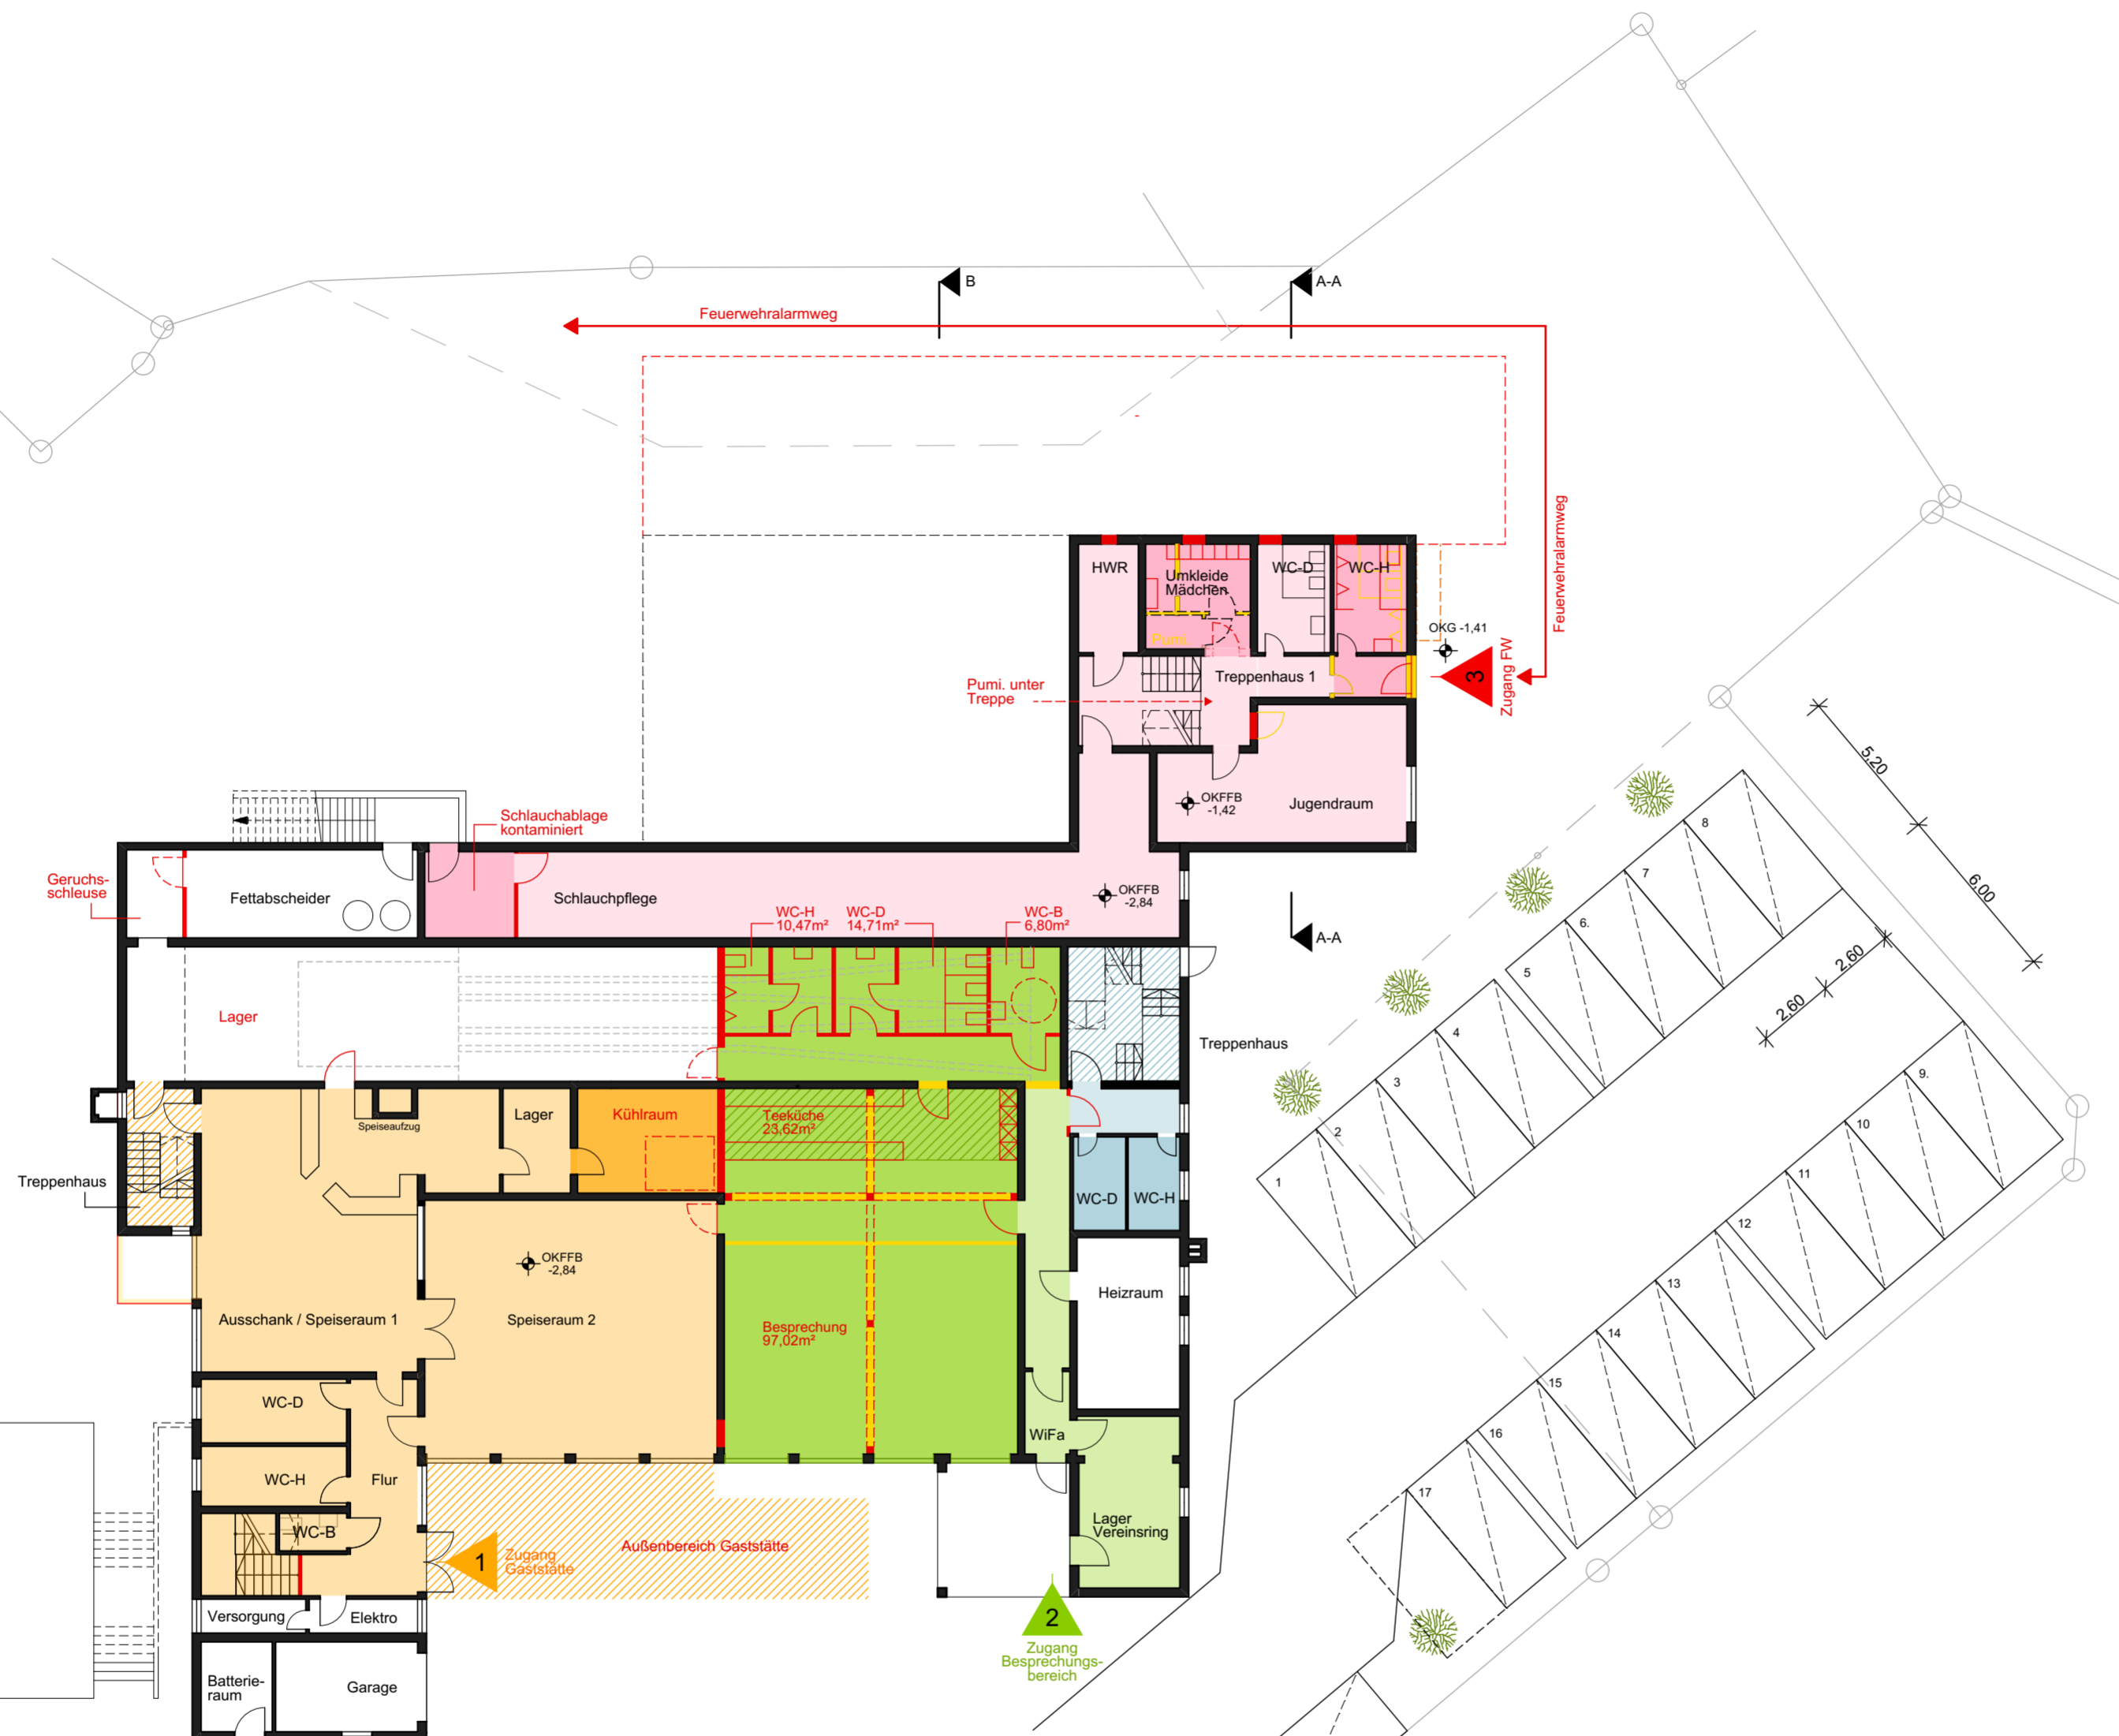 B
A-A
Feuerwehralarmweg
Feuerwehralarmweg
HWR
Umkleide
Mädchen
WC-D
WC-H
Pumi.
OKG -1,41
3
Zugang FW
Treppenhaus 1
Pumi. unter
Treppe
OKFFB
-1,42
Jugendraum
5,20
6,00
2,60
2,60
Schlauchablage
kontaminiert
Geruchs-
schleuse
Fettabscheider
Schlauchpflege
OKFFB
-2,84
WC-H
10,47m²
WC-D
14,71m²
WC-B
6,80m²
A-A
Lager
Treppenhaus
Speiseaufzug
Lager
Kühlraum
Teeküche
23,62m²
WC-D
WC-H
Treppenhaus
OKFFB
-2,84
Heizraum
Ausschank / Speiseraum 1
Speiseraum 2
Besprechung
97,02m²
WC-D
WC-H
Flur
WiFa
WC-B
Lager
Vereinsring
Außenbereich Gaststätte
1
Zugang
Gaststätte
Versorgung
Elektro
2
Zugang
Besprechungs-
bereich
Batterie-
raum
Garage
8
7
6.
5
4
3
2
1
9.
10
11
12
13
14
15
16
17